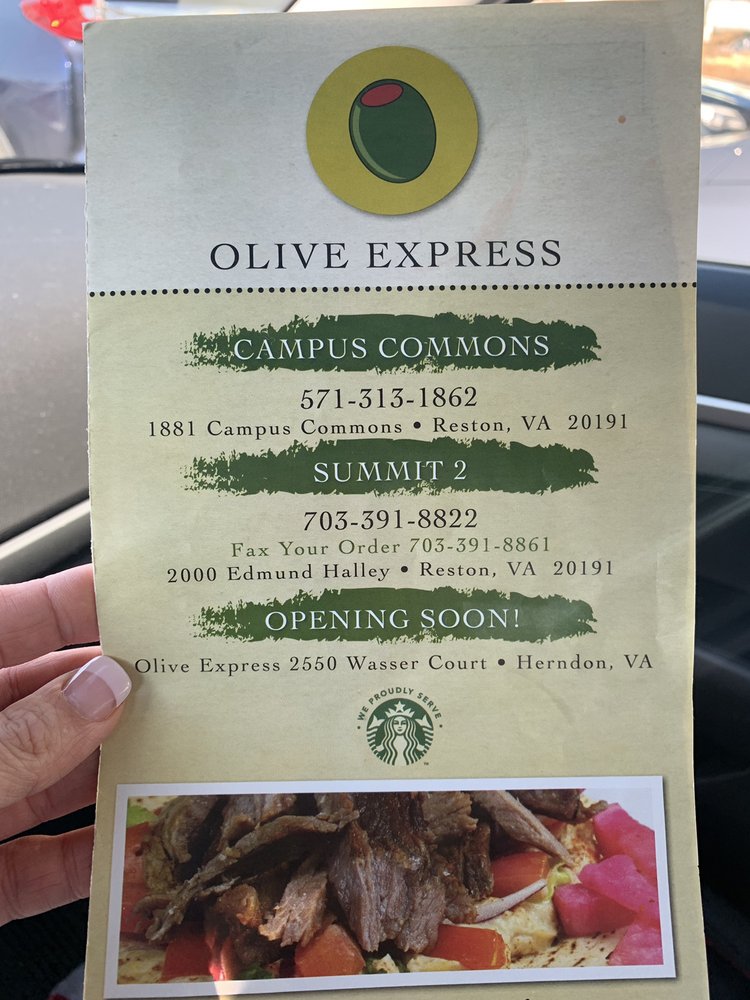 OLIVE EXPRESS
CAMPUS COMMONS
571-313-1862
1881 Campus Commons • Reston, VA 20191
SUMMIT 2
703-391-8822
Fax Your Order 703-391-8861
2000 Edmund Halley • Reston, VA 20191
OPENING SOON!
Olive Express 2550 Wasser Court • Herndon, VA
• WE PROUDLY SERVE •
TM